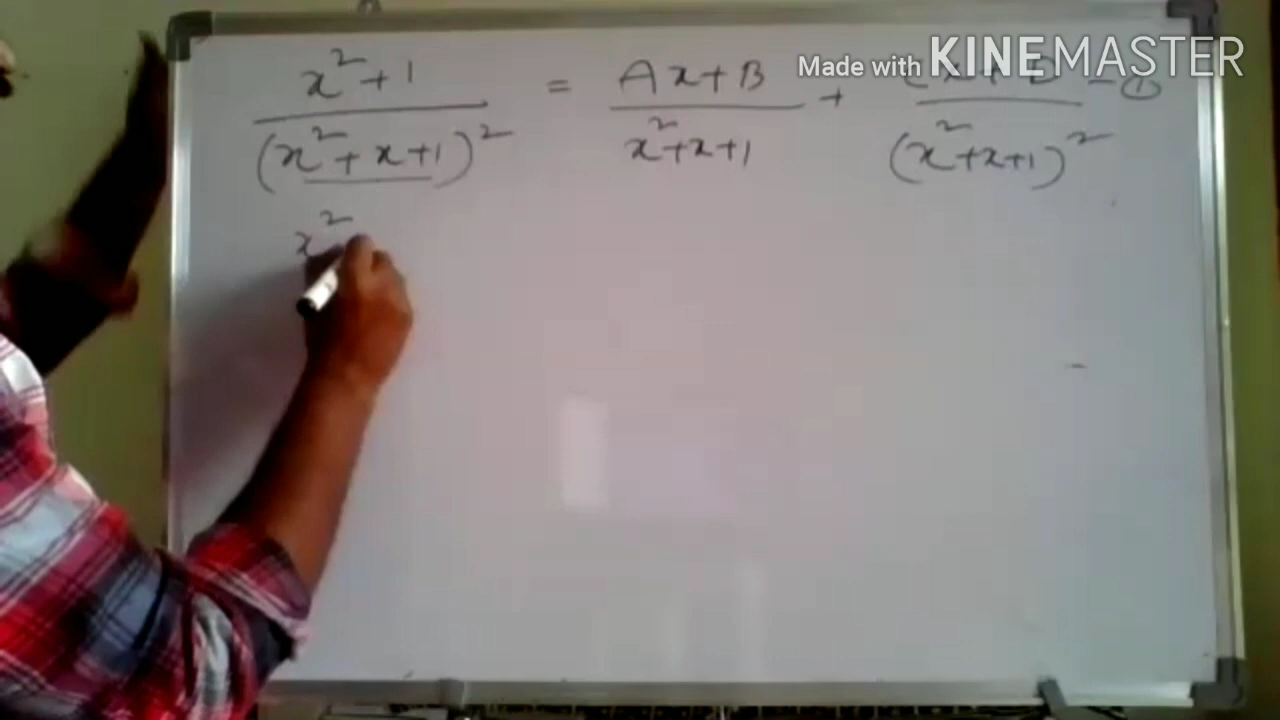 x² + 1 / (x² + x + 1)² = Ax + B / x² + x + 1 + Cx + D / (x² + x + 1)² - ①
Made with KINEMASTER
x²